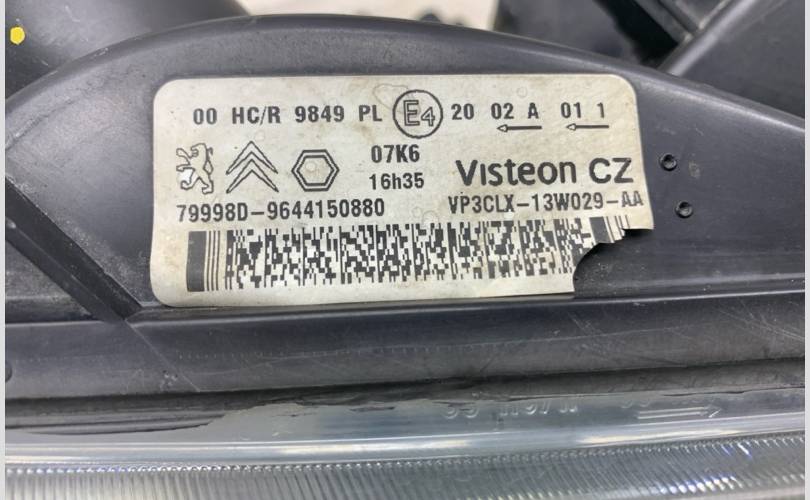 00 HC/R 9849 PL E4 20 02 A 01 1
07K6
16h35
Visteon CZ
79998D-9644150880 VP3CLX-13W029-AA